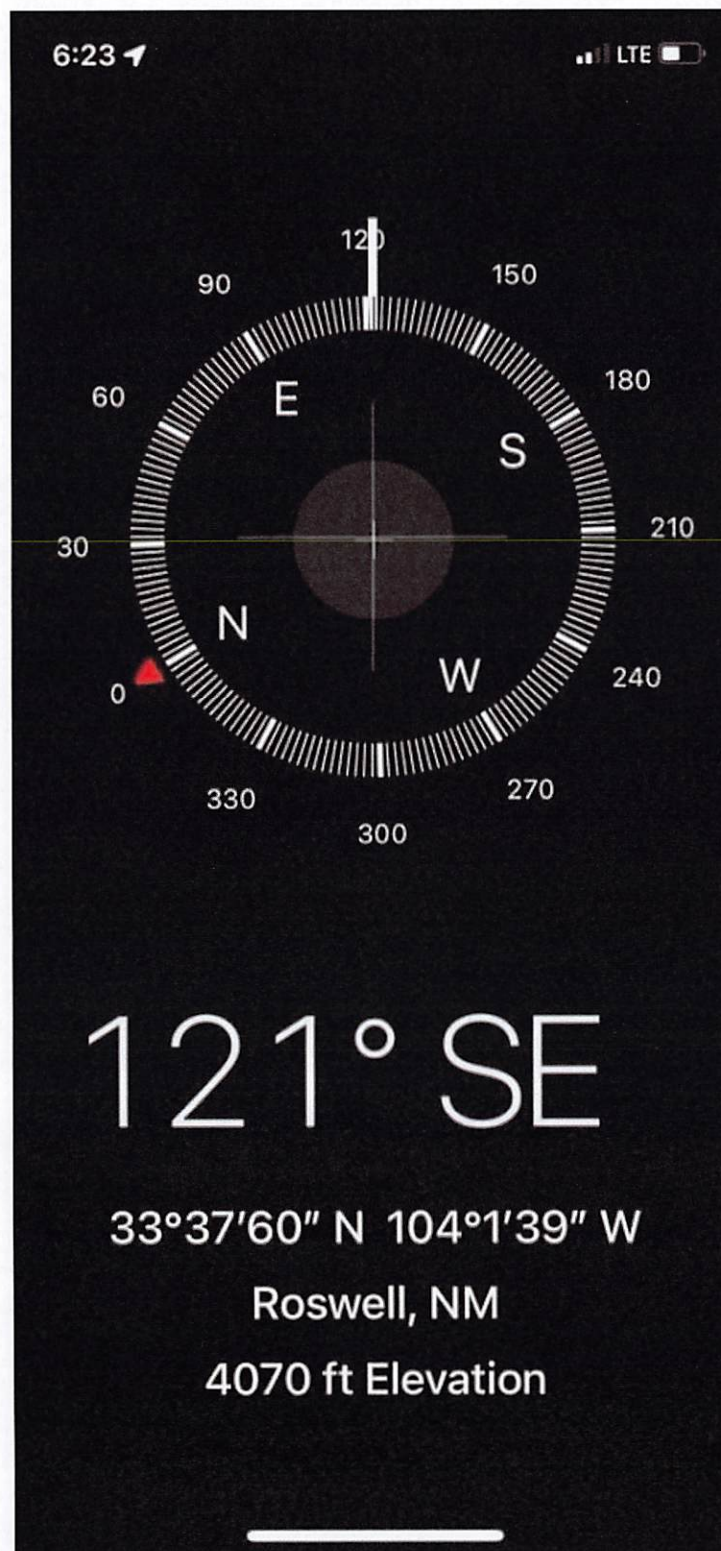 6:23 LTE
120
90 150
60 180
E
S
30 210
N
W
0 240
330 270
300
121° SE
33°37'60" N 104°1'39" W
Roswell, NM
4070 ft Elevation